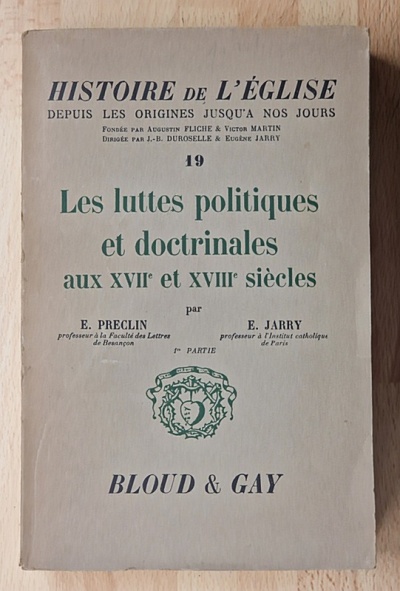 HISTOIRE DE L'ÉGLISE
DEPUIS LES ORIGINES JUSQU'A NOS JOURS
Fondée par Augustin FLICHE & Victor MARTIN
Dirigée par J.-B. DUROSELLE & Eugène JARRY
19
Les luttes politiques
et doctrinales
aux XVIIe et XVIIIe siècles
par
E. PRECLIN E. JARRY
professeur à la Faculté des Lettres professeur à l'Institut catholique
de Besançon de Paris
1re PARTIE
BLOUD & GAY